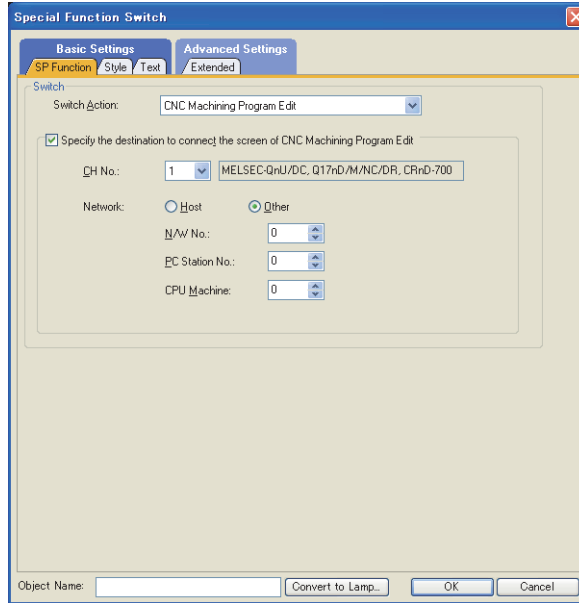 Special Function Switch
Basic Settings
Advanced Settings
SP Function
Style
Text
Extended
Switch
Switch Action:
CNC Machining Program Edit
Specify the destination to connect the screen of CNC Machining Program Edit
CH No.:
1
MELSEC-QnU/DC, Q17nD/M/NC/DR, CRnD-700
Network:
Host
Other
N/W No.:
0
PC Station No.:
0
CPU Machine:
0
Object Name:
Convert to Lamp...
OK
Cancel